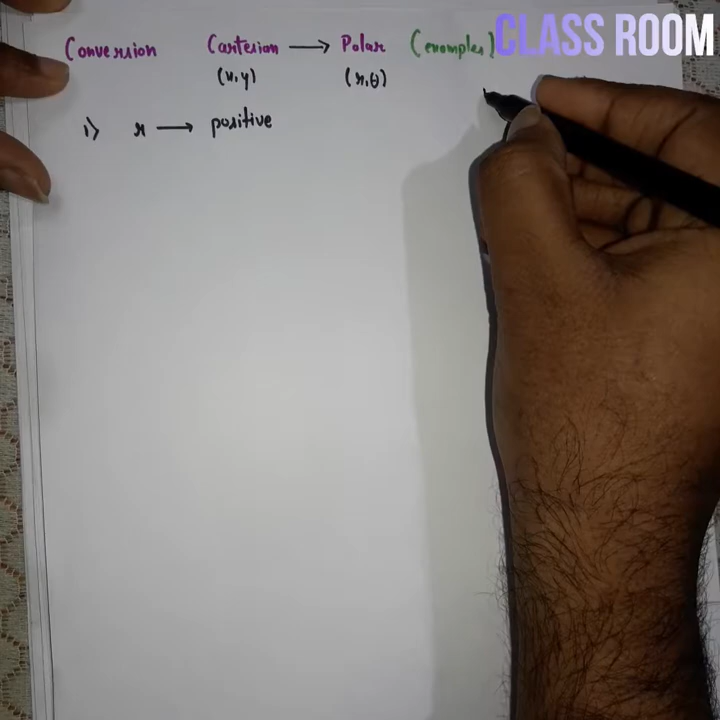 Conversion Cartesian → Polar (examples) CLASS ROOM
(x,y) (r,θ)
1) r → positive